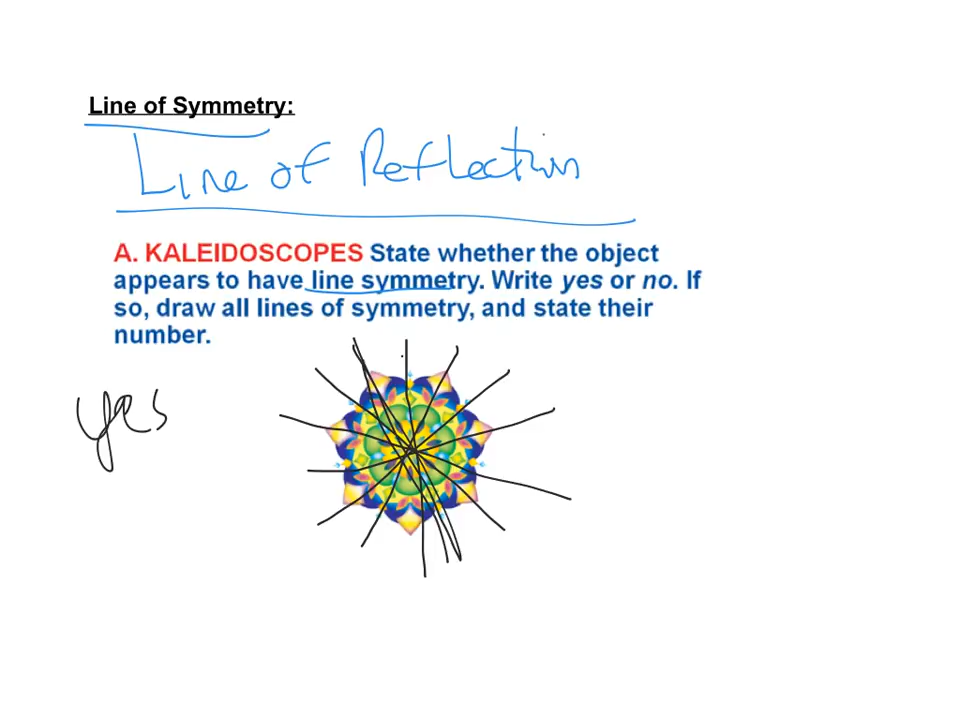 Line of Symmetry:
Line of Reflection
A. KALEIDOSCOPES State whether the object
appears to have line symmetry. Write yes or no. If
so, draw all lines of symmetry, and state their
number.
yes